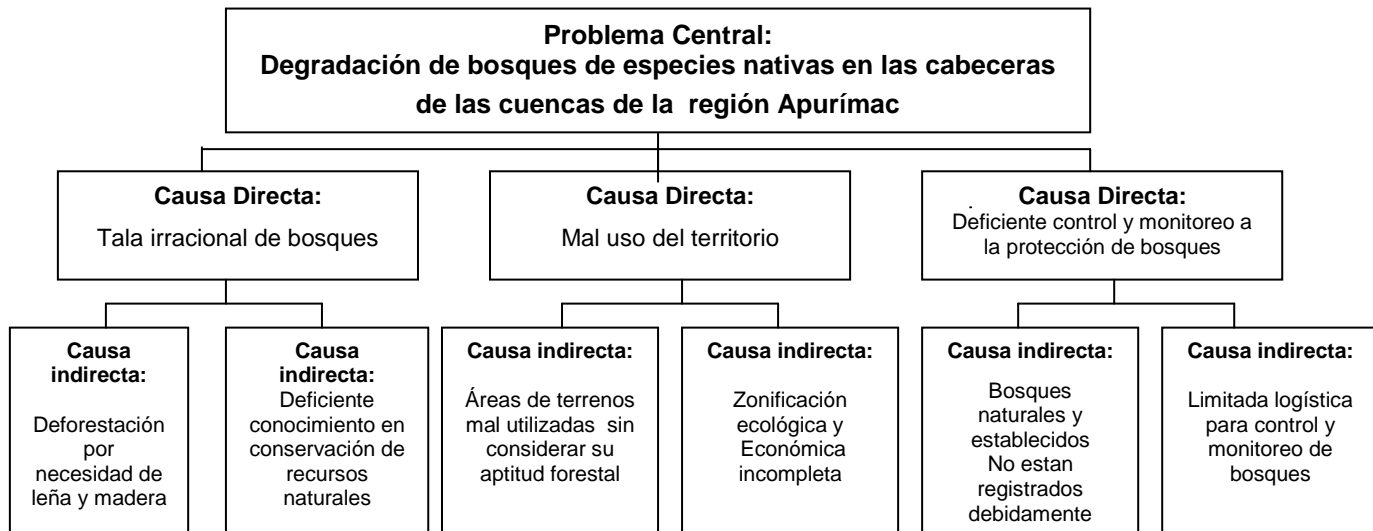 Problema Central:
Degradación de bosques de especies nativas en las cabeceras
de las cuencas de la región Apurímac
Causa Directa:
Tala irracional de bosques
Causa Directa:
Mal uso del territorio
Causa Directa:
Deficiente control y monitoreo a
la protección de bosques
Causa
indirecta:
Deforestación
por
necesidad de
leña y madera
Causa
indirecta:
Deficiente
conocimiento en
conservación de
recursos
naturales
Causa indirecta:
Áreas de terrenos
mal utilizadas sin
considerar su
aptitud forestal
Causa indirecta:
Zonificación
ecológica y
Económica
incompleta
Causa indirecta:
Bosques
naturales y
establecidos
No estan
registrados
debidamente
Causa indirecta:
Limitada logística
para control y
monitoreo de
bosques